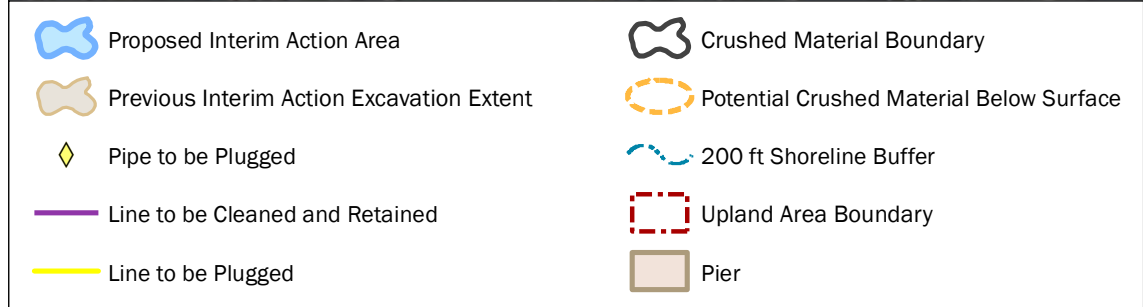 Proposed Interim Action Area
Previous Interim Action Excavation Extent
Pipe to be Plugged
Line to be Cleaned and Retained
Line to be Plugged
Crushed Material Boundary
Potential Crushed Material Below Surface
200 ft Shoreline Buffer
Upland Area Boundary
Pier